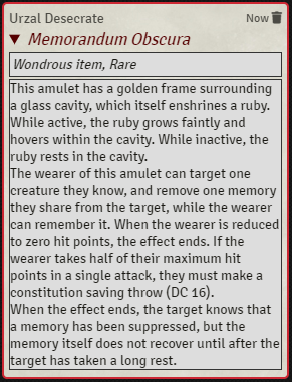 Urzal Desecrate Now
▼ Memorandum Obscura
Wondrous item, Rare
This amulet has a golden frame surrounding
a glass cavity, which itself enshrines a ruby.
While active, the ruby grows faintly and
hovers within the cavity. While inactive, the
ruby rests in the cavity.
The wearer of this amulet can target one
creature they know, and remove one memory
they share from the target, while the wearer
can remember it. When the wearer is reduced
to zero hit points, the effect ends. If the
wearer takes half of their maximum hit
points in a single attack, they must make a
constitution saving throw (DC 16).
When the effect ends, the target knows that
a memory has been suppressed, but the
memory itself does not recover until after the
target has taken a long rest.